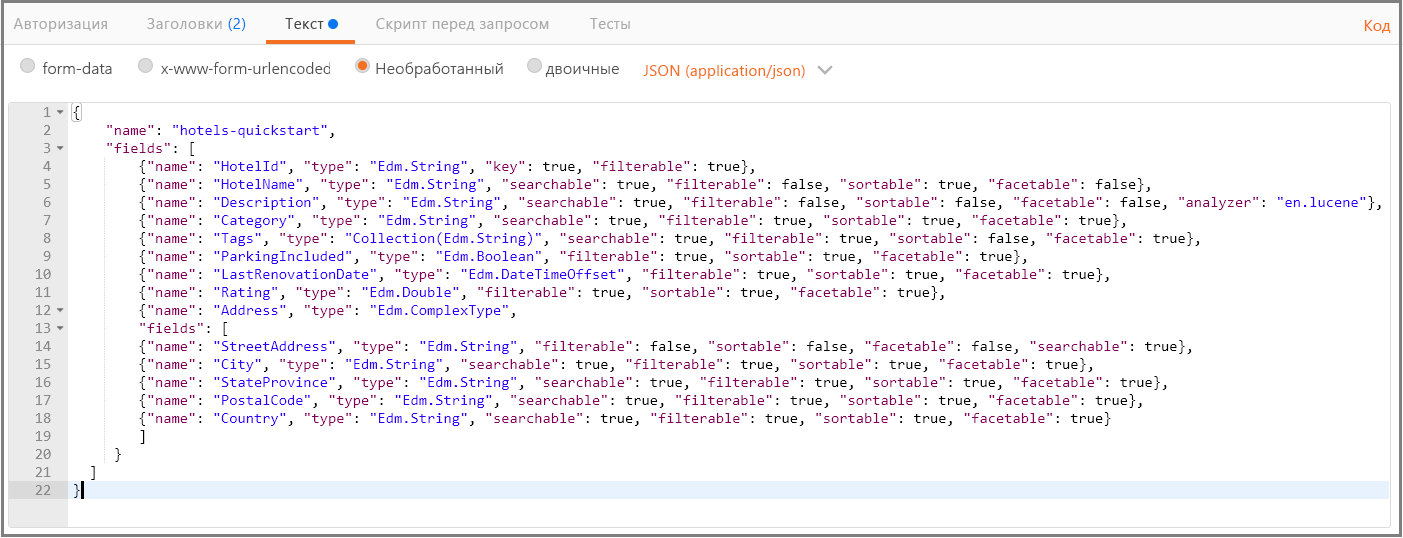 Авторизация Заголовки (2) Текст Скрипт перед запросом Тесты Код
form-data x-www-form-urlencoded Необработанный двоичные JSON (application/json)
1 {
2 "name": "hotels-quickstart",
3 "fields": [
4 {"name": "HotelId", "type": "Edm.String", "key": true, "filterable": true},
5 {"name": "HotelName", "type": "Edm.String", "searchable": true, "filterable": false, "sortable": true, "facetable": false},
6 {"name": "Description", "type": "Edm.String", "searchable": true, "filterable": false, "sortable": false, "facetable": false, "analyzer": "en.lucene"},
7 {"name": "Category", "type": "Edm.String", "searchable": true, "filterable": true, "sortable": true, "facetable": true},
8 {"name": "Tags", "type": "Collection(Edm.String)", "searchable": true, "filterable": true, "sortable": false, "facetable": true},
9 {"name": "ParkingIncluded", "type": "Edm.Boolean", "filterable": true, "sortable": true, "facetable": true},
10 {"name": "LastRenovationDate", "type": "Edm.DateTimeOffset", "filterable": true, "sortable": true, "facetable": true},
11 {"name": "Rating", "type": "Edm.Double", "filterable": true, "sortable": true, "facetable": true},
12 {"name": "Address", "type": "Edm.ComplexType",
13 "fields": [
14 {"name": "StreetAddress", "type": "Edm.String", "filterable": false, "sortable": false, "facetable": false, "searchable": true},
15 {"name": "City", "type": "Edm.String", "searchable": true, "filterable": true, "sortable": true, "facetable": true},
16 {"name": "StateProvince", "type": "Edm.String", "searchable": true, "filterable": true, "sortable": true, "facetable": true},
17 {"name": "PostalCode", "type": "Edm.String", "searchable": true, "filterable": true, "sortable": true, "facetable": true},
18 {"name": "Country", "type": "Edm.String", "searchable": true, "filterable": true, "sortable": true, "facetable": true}
19 ]
20 }
21 ]
22 }